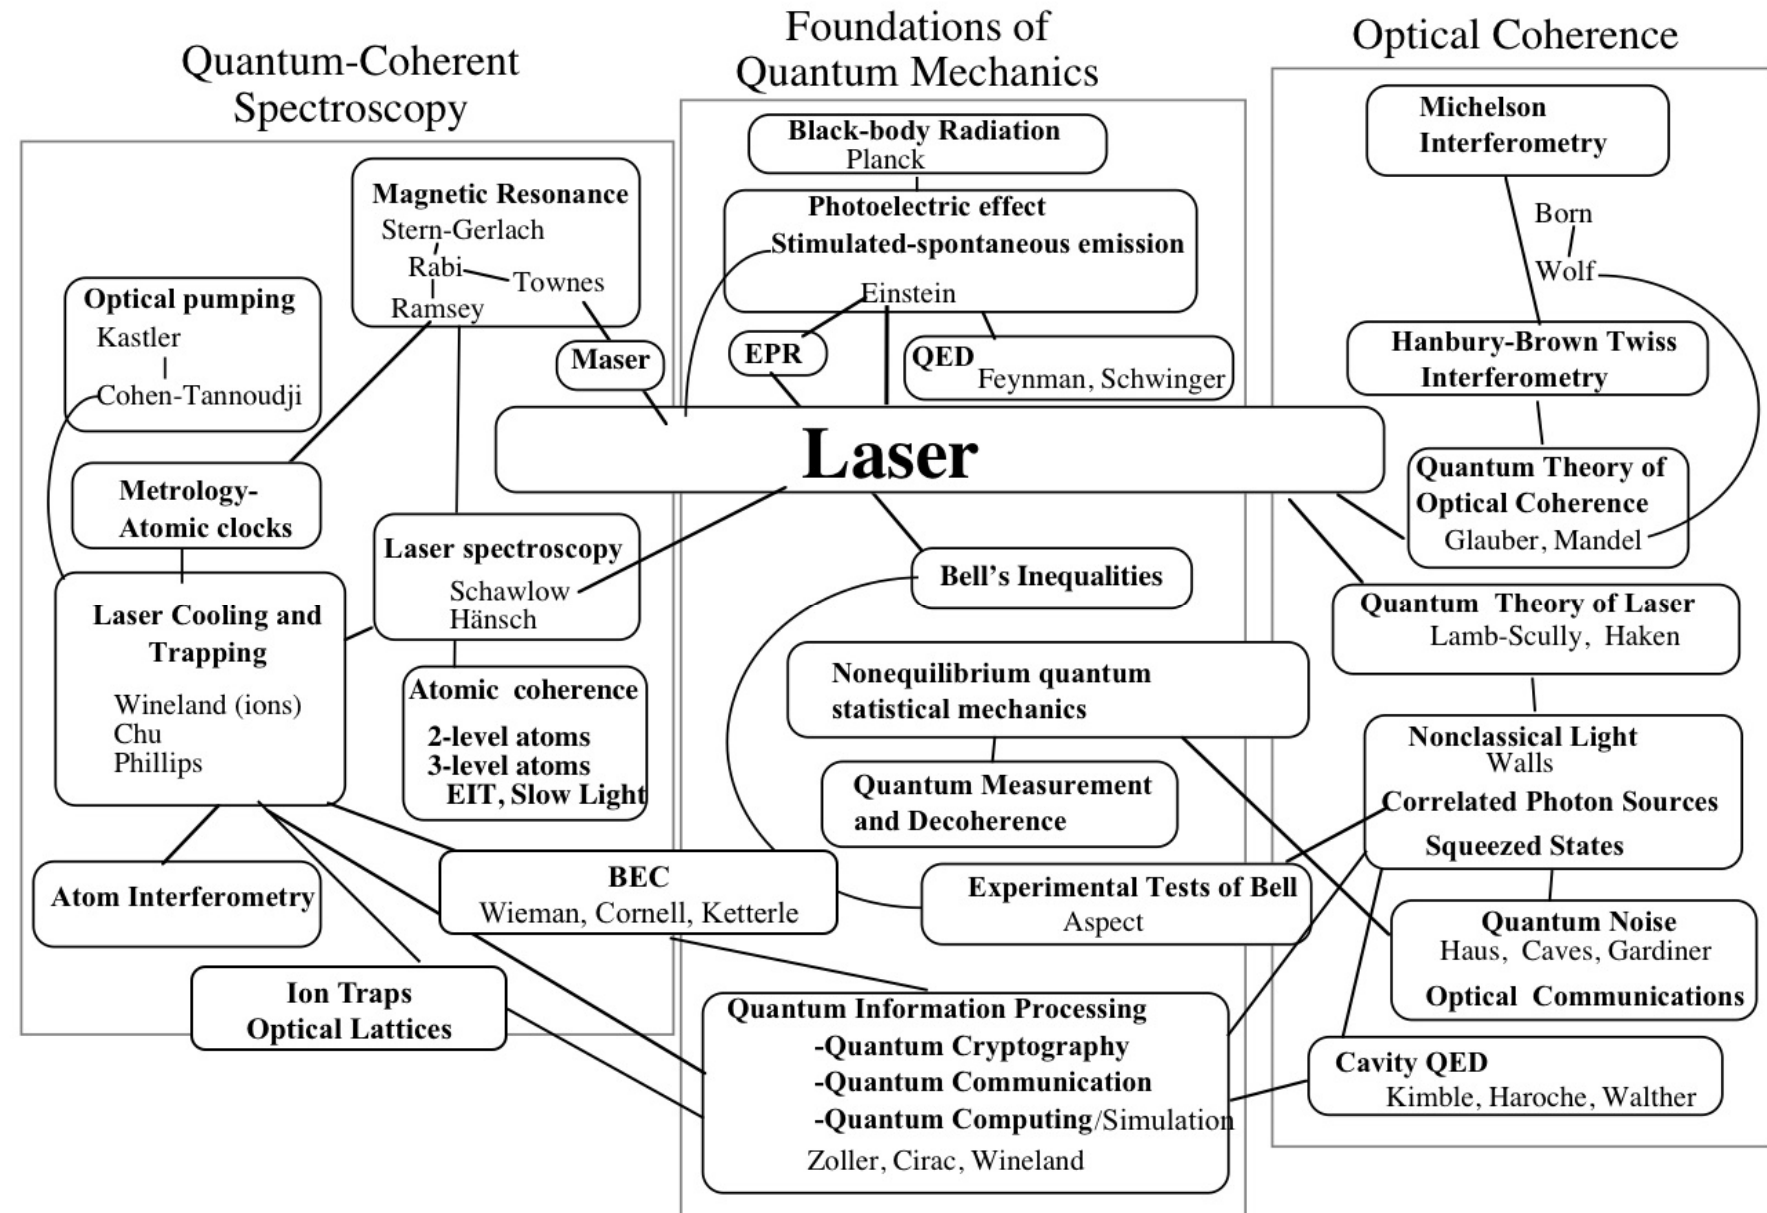 Quantum-Coherent
Spectroscopy
Magnetic Resonance
Stern-Gerlach
Rabi
Townes
Ramsey
Optical pumping
Kastler
Cohen-Tannoudji
Maser
Metrology-
Atomic clocks
Laser spectroscopy
Schawlow
Hänsch
Laser Cooling and
Trapping
Wineland (ions)
Chu
Phillips
Atomic coherence
2-level atoms
3-level atoms
EIT, Slow Light
Atom Interferometry
BEC
Wieman, Cornell, Ketterle
Ion Traps
Optical Lattices
Foundations of
Quantum Mechanics
Black-body Radiation
Planck
Photoelectric effect
Stimulated-spontaneous emission
Einstein
EPR
QED
Feynman, Schwinger
Laser
Bell's Inequalities
Nonequilibrium quantum
statistical mechanics
Quantum Measurement
and Decoherence
Experimental Tests of Bell
Aspect
Quantum Information Processing
-Quantum Cryptography
-Quantum Communication
-Quantum Computing/Simulation
Zoller, Cirac, Wineland
Optical Coherence
Michelson
Interferometry
Born
Wolf
Hanbury-Brown Twiss
Interferometry
Quantum Theory of
Optical Coherence
Glauber, Mandel
Quantum Theory of Laser
Lamb-Scully, Haken
Nonclassical Light
Walls
Correlated Photon Sources
Squeezed States
Quantum Noise
Haus, Caves, Gardiner
Optical Communications
Cavity QED
Kimble, Haroche, Walther